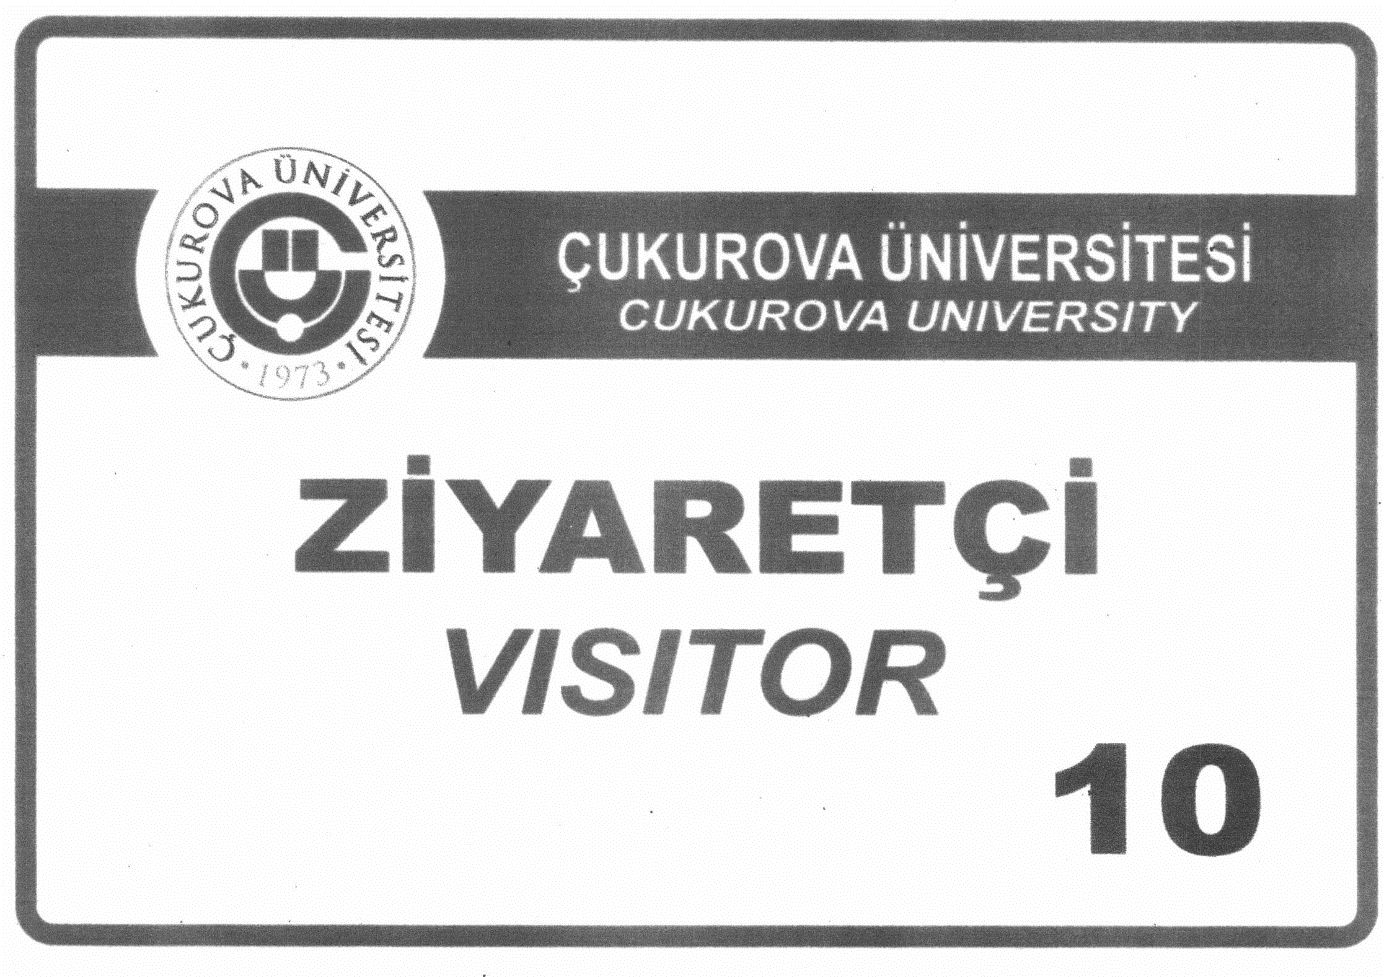 ÇUKUROVA ÜNİVERSİTESİ
• 1973 •
ÇUKUROVA ÜNİVERSİTESİ
CUKUROVA UNIVERSITY
ZİYARETÇİ
VISITOR
10